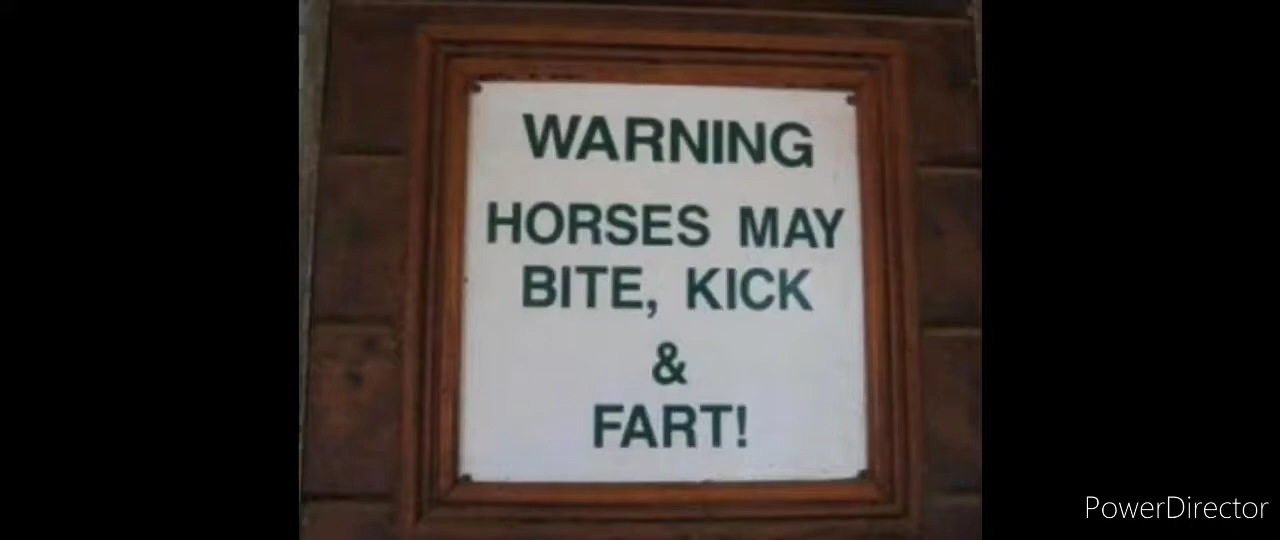 WARNING
HORSES MAY
BITE, KICK
&
FART!
PowerDirector